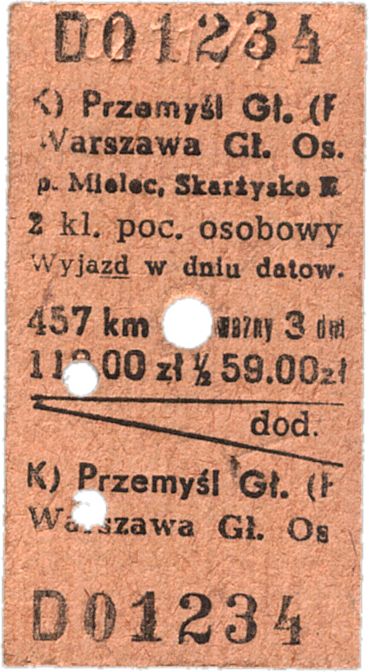 D01234
K) Przemyśl Gł. (F
Warszawa Gł. Os.
p. Mielec, Skarżysko K.
2 kl. poc. osobowy
Wyjazd w dniu datow.
457 km ważny 3 dni
118.00 zł ½ 59.00 zł
dod.
K) Przemyśl Gł. (F
Warszawa Gł. Os
D01234